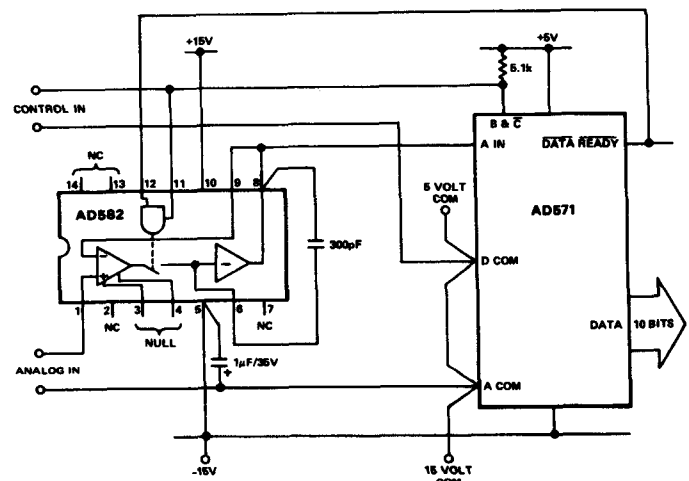 +15V
+5V
5.1k
CONTROL IN
B & C̅
A IN
D̅A̅T̅A̅ R̅E̅A̅D̅Y̅
NC
14 13 12 11 10 9 8
AD582
AD571
5 VOLT
COM
300pF
D COM
1 2 3 4 5 6 7
NC
NULL
NC
DATA
10 BITS
ANALOG IN
1µF/35V
+
A COM
-15V
15 VOLT
COM